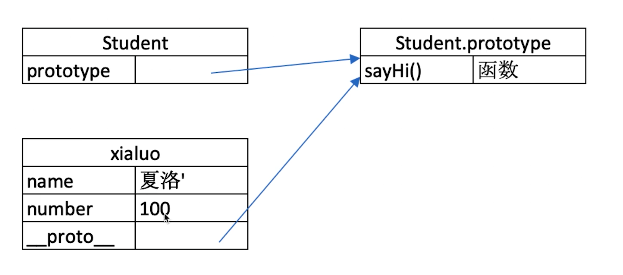 Student
prototype
Student.prototype
sayHi() 函数
xialuo
name 夏洛'
number 100
__proto__